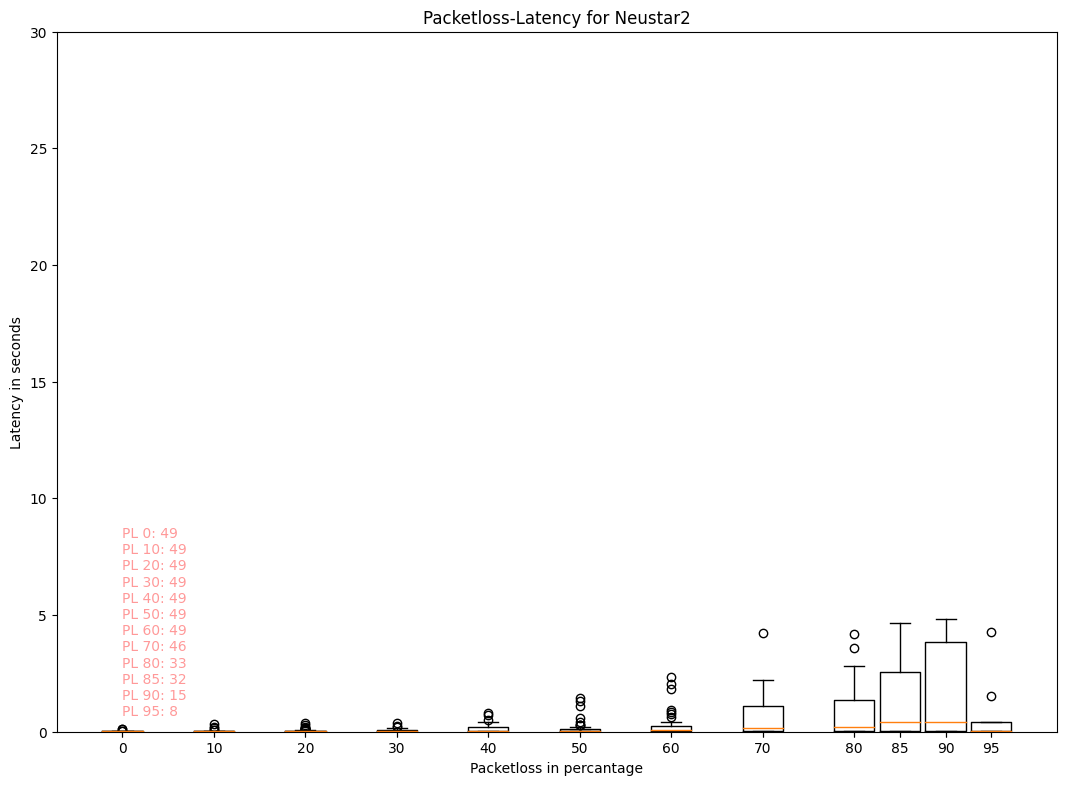 Packetloss-Latency for Neustar2
30
25
20
15
10
5
0
Latency in seconds
PL 0: 49
PL 10: 49
PL 20: 49
PL 30: 49
PL 40: 49
PL 50: 49
PL 60: 49
PL 70: 46
PL 80: 33
PL 85: 32
PL 90: 15
PL 95: 8
0 10 20 30 40 50 60 70 80 85 90 95
Packetloss in percantage